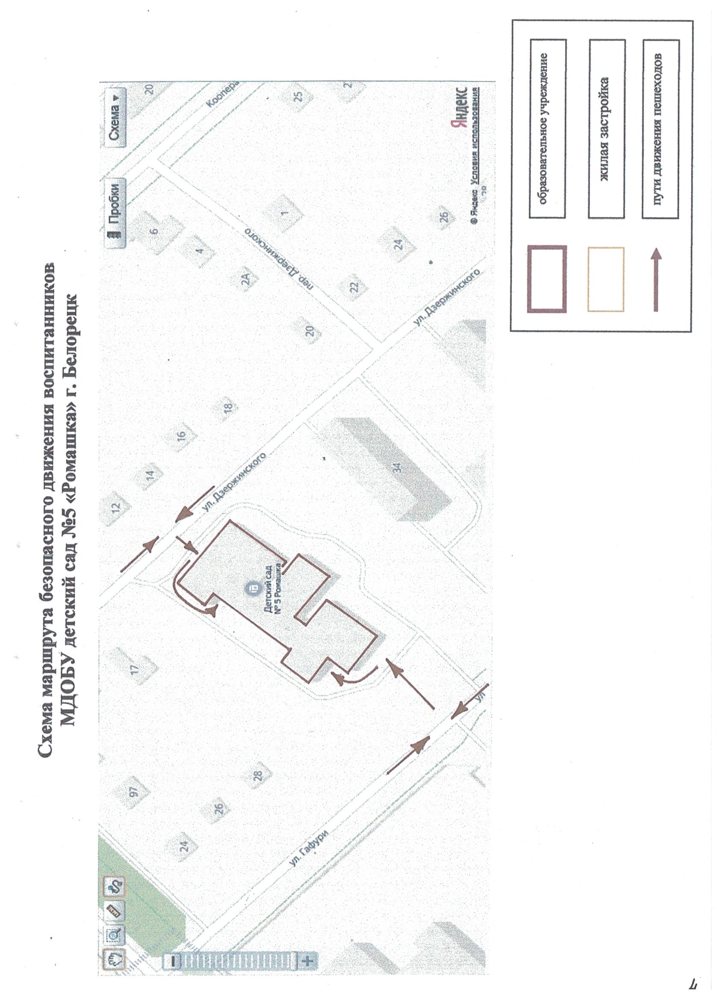 Схема маршрута безопасного движения воспитанников
МДОБУ детский сад №5 «Ромашка» г. Белорецк
Пробки
Схема
20
6
4
2А
12
14
16
18
20
17
97
24
26
28
1
25
2
22
24
26
28
34
Коопера
пер. Дзержинского
ул. Дзержинского
ул. Дзержинского
Детский сад
№ 5 Ромашка
ул. Гафури
ул
Яндекс
© Яндекс Условия использования
образовательное учреждение
жилая застройка
пути движения пешеходов